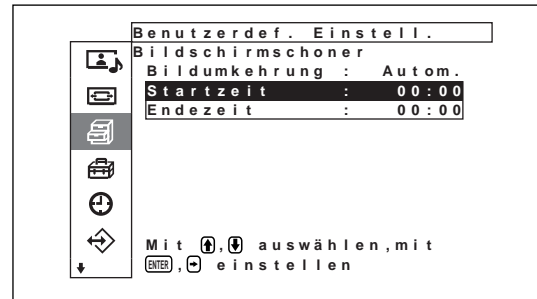 Benutzerdef. Einstell.
Bildschirmschoner
Bildumkehrung : Autom.
Startzeit : 00:00
Endezeit : 00:00
Mit ↑,↓ auswählen,mit
ENTER,→ einstellen